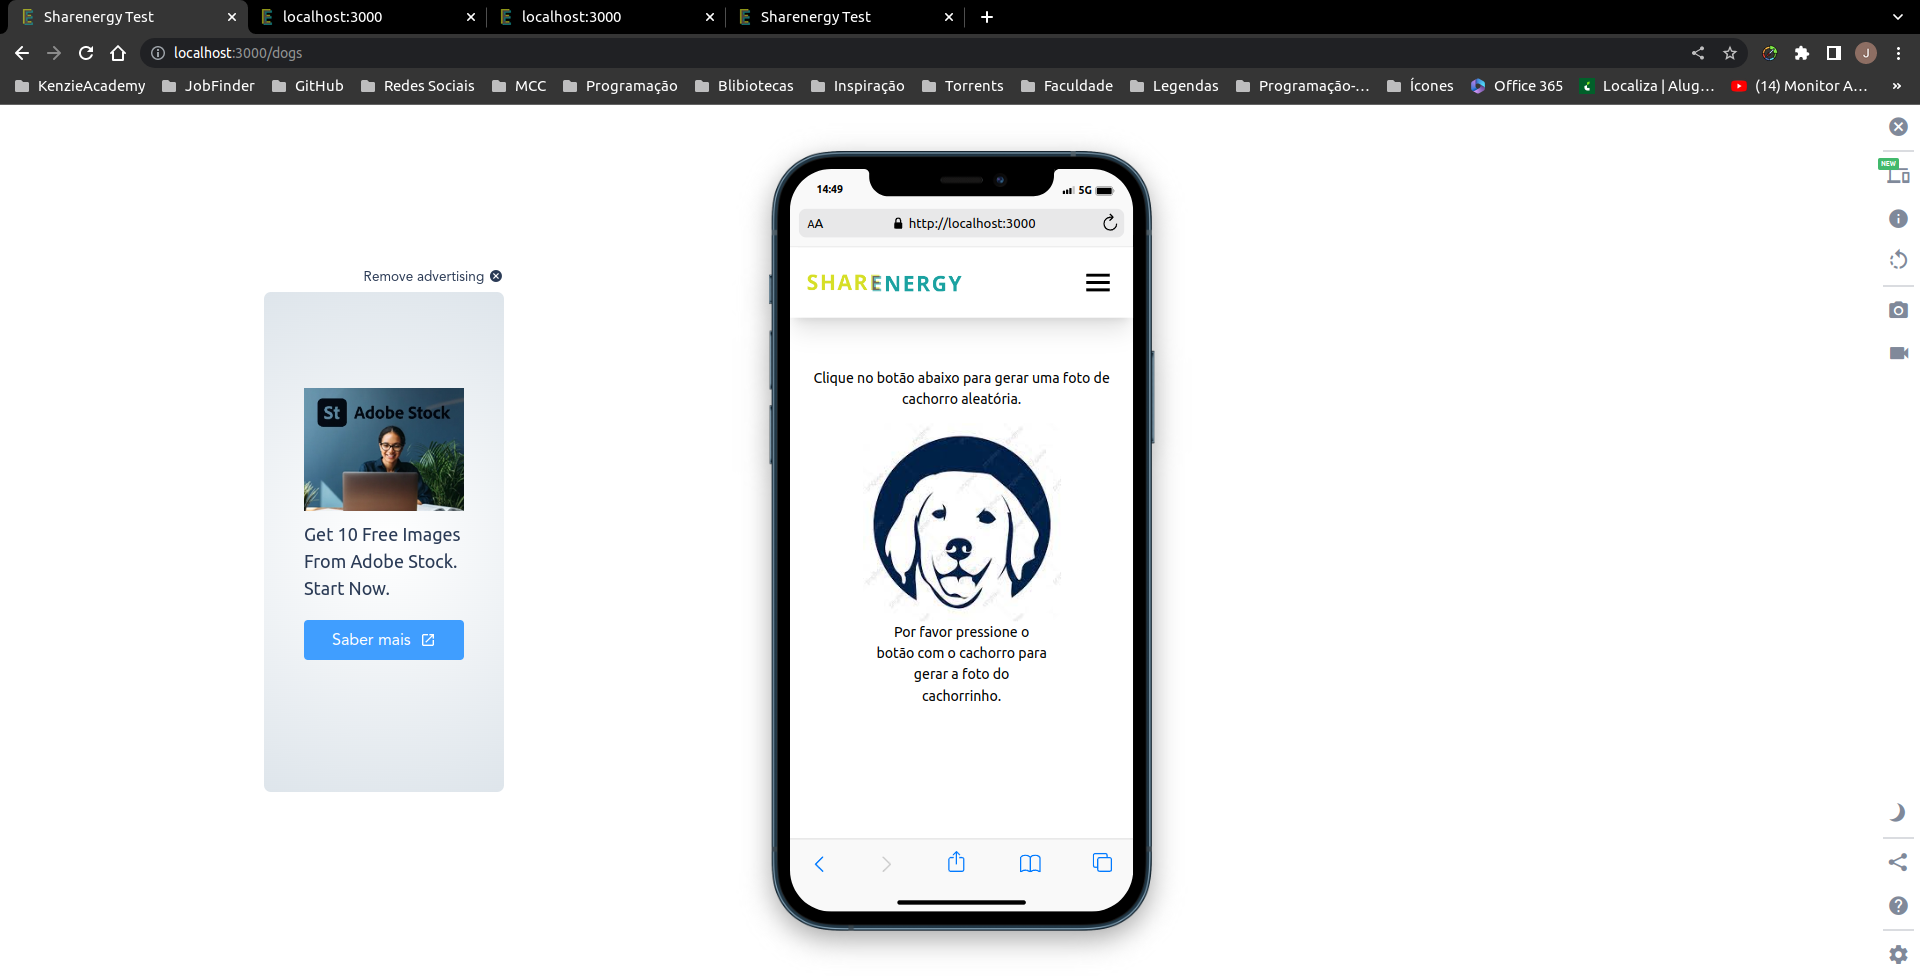 Sharenergy Test
localhost:3000
localhost:3000
Sharenergy Test
localhost:3000/dogs
J
KenzieAcademy
JobFinder
GitHub
Redes Sociais
MCC
Programação
Blibiotecas
Inspiração
Torrents
Faculdade
Legendas
Programação-...
Ícones
Office 365
Localiza | Alug...
(14) Monitor A...
»
NEW
Remove advertising
St Adobe Stock
Get 10 Free Images
From Adobe Stock.
Start Now.
Saber mais
14:49
5G
AA
http://localhost:3000
SHARENERGY
Clique no botão abaixo para gerar uma foto de
cachorro aleatória.
Por favor pressione o
botão com o cachorro para
gerar a foto do
cachorrinho.